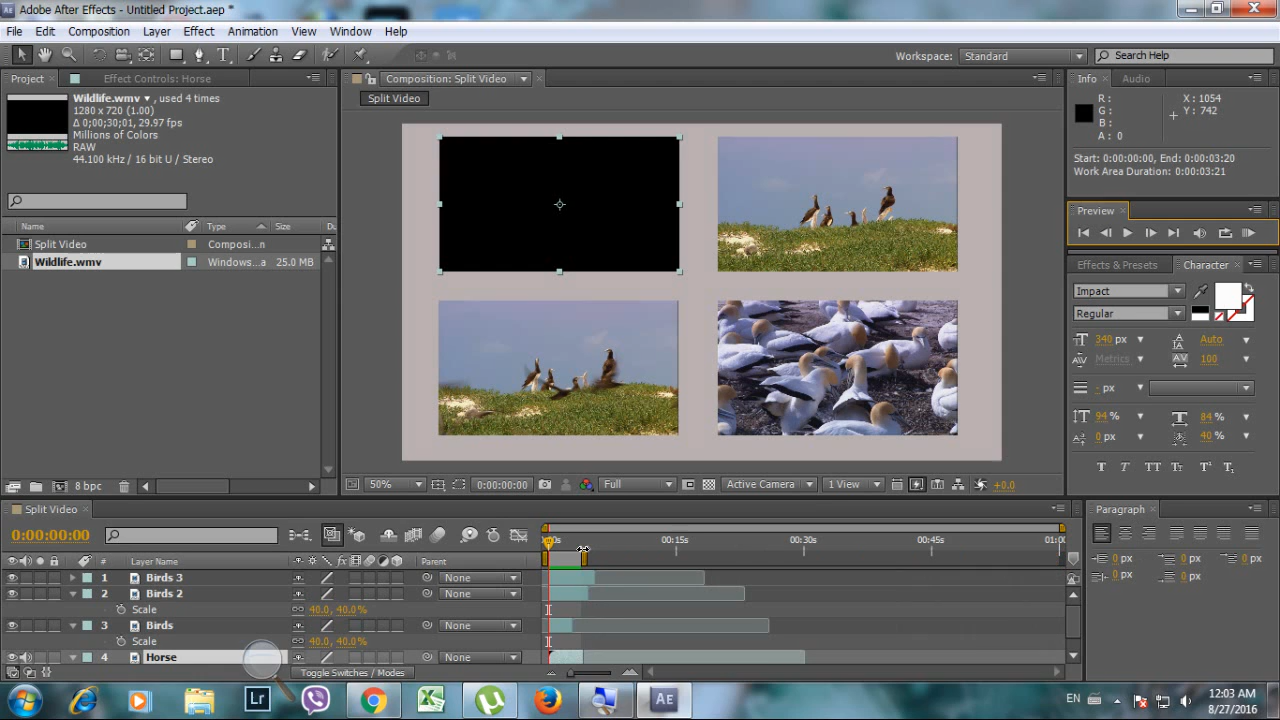 Adobe After Effects - Untitled Project.aep *
File Edit Composition Layer Effect Animation View Window Help
Workspace: Standard Search Help
Project Effect Controls: Horse
Wildlife.wmv▼, used 4 times
1280 x 720 (1.00)
Δ 0;00;30;01, 29.97 fps
Millions of Colors
RAW
44.100 kHz / 16 bit U / Stereo
Name Type Size Du
Split Video Composi...n
Wildlife.wmv Windows...a 25.0 MB
8 bpc
Composition: Split Video
Split Video
50% 0:00:00:00 Full Active Camera 1 View +0.0
Info Audio
R: X: 1054
G: Y: 742
B:
A: 0
Start: 0:00:00:00, End: 0:00:03:20
Work Area Duration: 0:00:03:21
Preview
Effects & Presets Character
Impact
Regular
340 px Auto
Metrics 100
- px
94 % 84 %
0 px 40 %
T T TT Tr T¹ T₁
Split Video
0:00:00:00
0s 00:15s 00:30s 00:45s 01:0
# Layer Name Parent
1 Birds 3 None
2 Birds 2 None
Scale 40.0, 40.0%
3 Birds None
Scale 40.0, 40.0%
4 Horse None
Toggle Switches / Modes
Paragraph
0 px 0 px 0 px
0 px 0 px
Lr Ae
EN 12:03 AM
8/27/2016